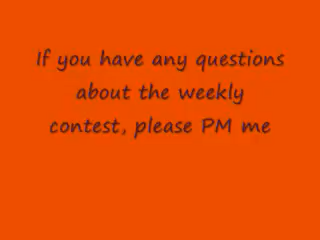 If you have any questions
about the weekly
contest, please PM me